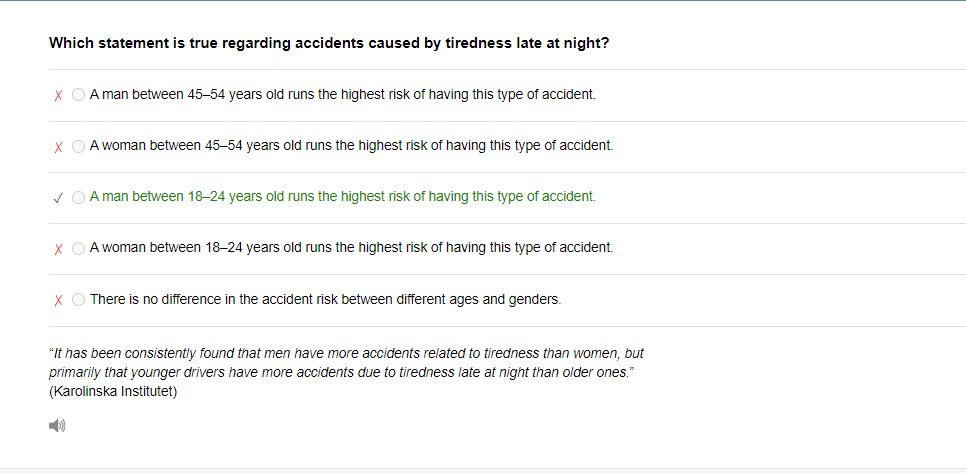 Which statement is true regarding accidents caused by tiredness late at night?
A man between 45–54 years old runs the highest risk of having this type of accident.
A woman between 45–54 years old runs the highest risk of having this type of accident.
A man between 18–24 years old runs the highest risk of having this type of accident.
A woman between 18–24 years old runs the highest risk of having this type of accident.
There is no difference in the accident risk between different ages and genders.
“It has been consistently found that men have more accidents related to tiredness than women, but
primarily that younger drivers have more accidents due to tiredness late at night than older ones.”
(Karolinska Institutet)